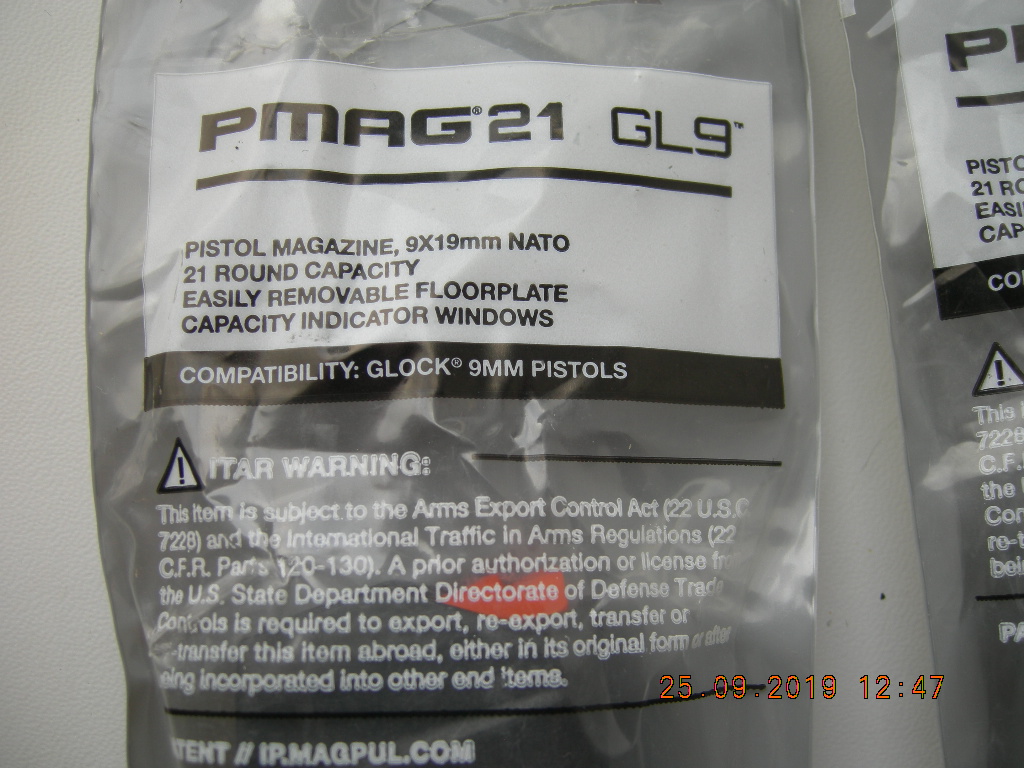 PMAG® 21 GL9™
PISTOL MAGAZINE, 9X19mm NATO
21 ROUND CAPACITY
EASILY REMOVABLE FLOORPLATE
CAPACITY INDICATOR WINDOWS
COMPATIBILITY: GLOCK® 9MM PISTOLS
ITAR WARNING:
This item is subject to the Arms Export Control Act (22 U.S.C
7228) and the International Traffic in Arms Regulations (22
C.F.R. Parts 120-130). A prior authorization or license
the U.S. State Department Directorate of Defense Trade
Controls is required to export, re-export, transfer or
-transfer this item abroad, either in its original form or after
eing incorporated into other end items.
TENT // IP.MAGPUL.COM
PISTO
21 RO
EASI
CAP
CO
This
7228
C.F.
the
Con
re-t
bei
PA
25 09.2019 12:47